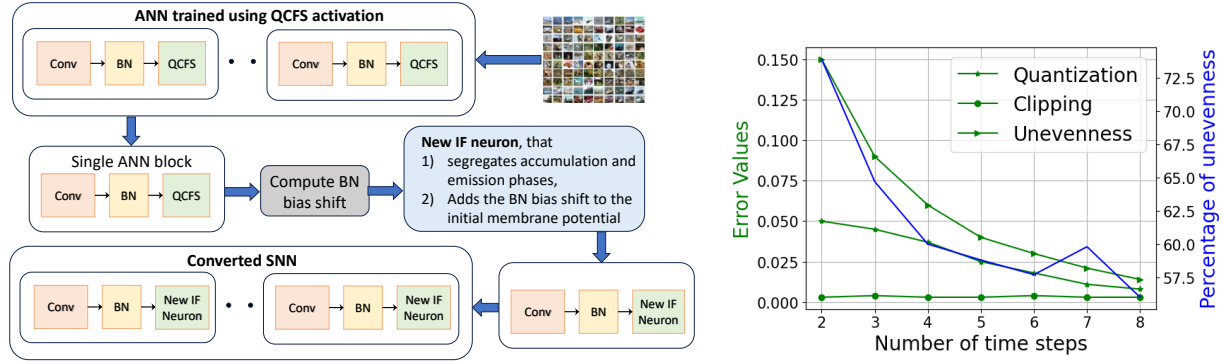 ANN trained using QCFS activation
Conv
BN
QCFS
Conv
BN
QCFS
Single ANN block
Conv
BN
QCFS
Compute BN
bias shift
New IF neuron, that
1) segregates accumulation and
emission phases,
2) Adds the BN bias shift to the
initial membrane potential
Converted SNN
Conv
BN
New IF
Neuron
Conv
BN
New IF
Neuron
Conv
BN
New IF
Neuron
Error Values
0.150
0.125
0.100
0.075
0.050
0.025
0.000
Quantization
Clipping
Unevenness
72.5
70.0
67.5
65.0
62.5
60.0
57.5
Percentage of unevenness
2 3 4 5 6 7 8
Number of time steps